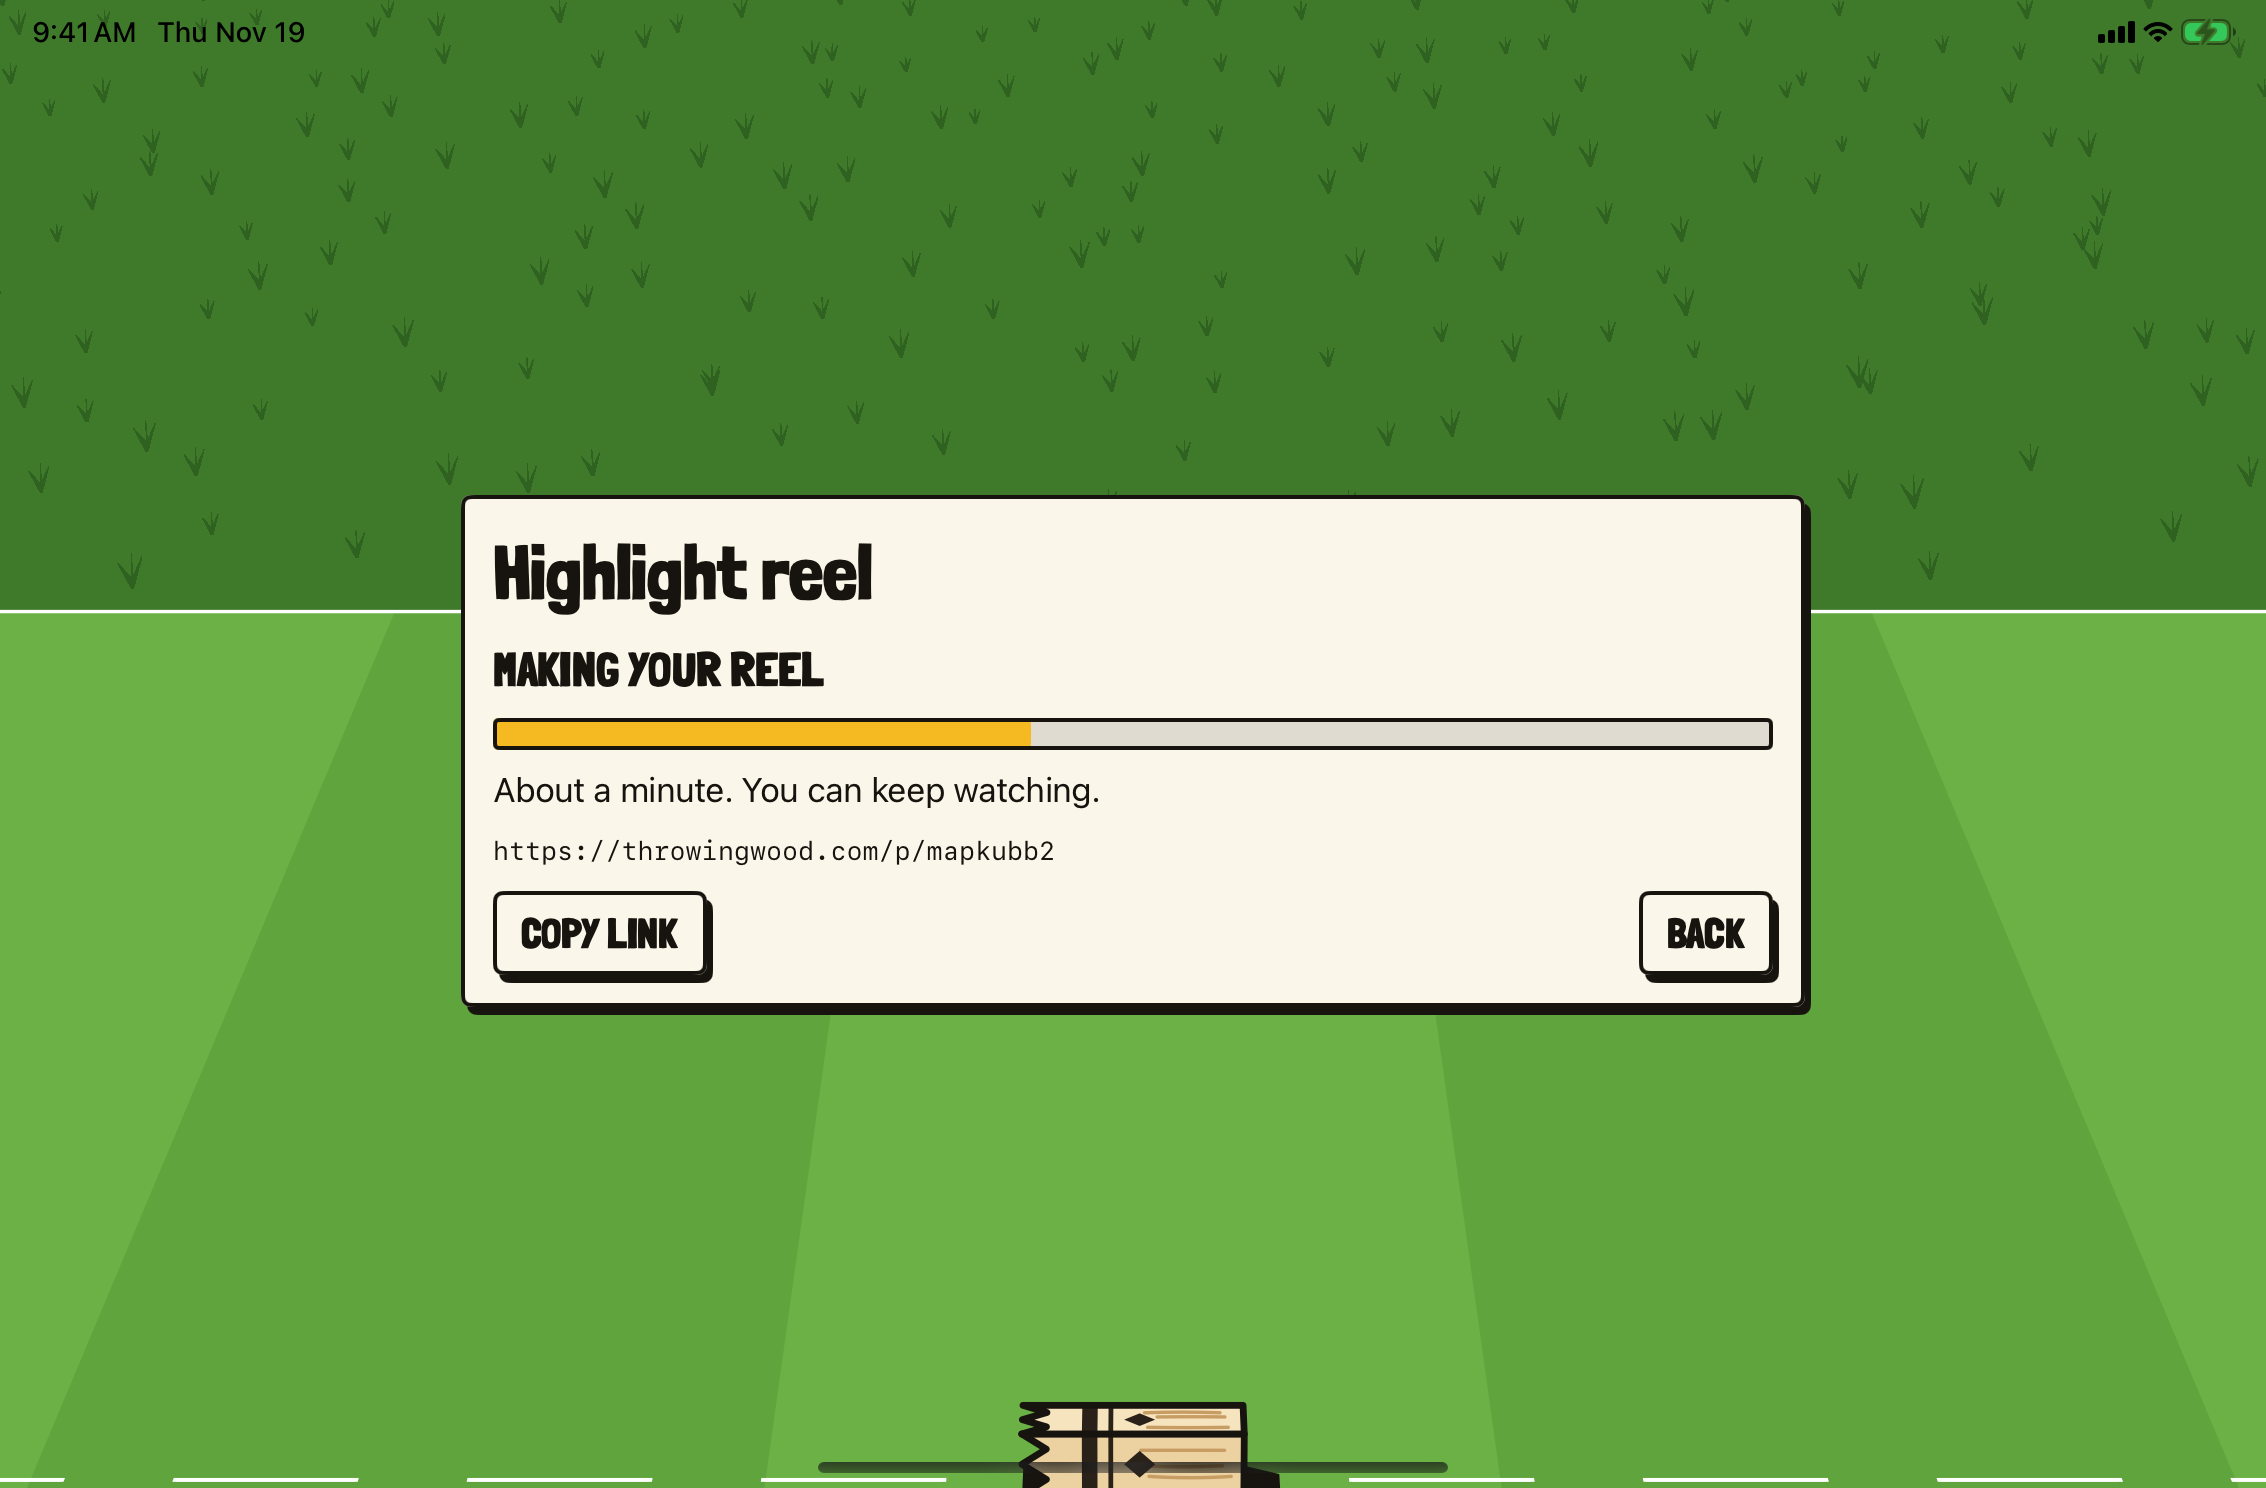 9:41 AM Thu Nov 19
Highlight reel
MAKING YOUR REEL
About a minute. You can keep watching.
https://throwingwood.com/p/mapkubb2
COPY LINK
BACK